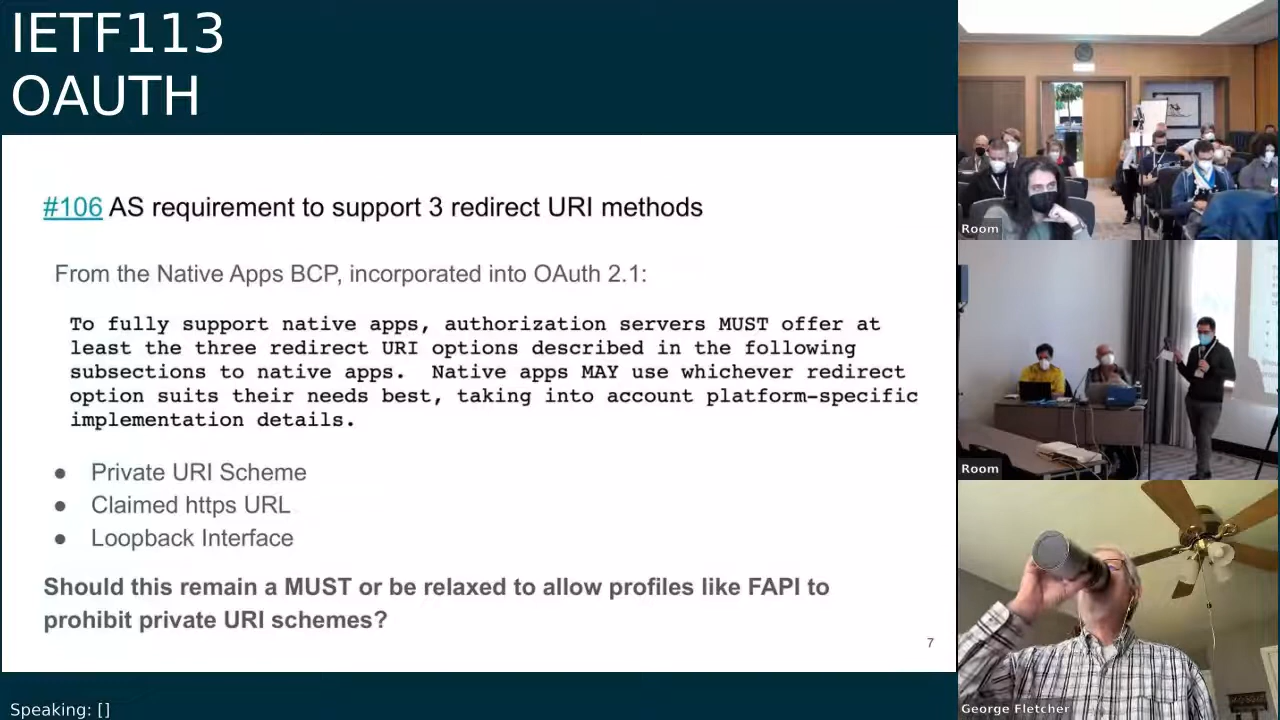 IETF113
OAUTH
#106 AS requirement to support 3 redirect URI methods
From the Native Apps BCP, incorporated into OAuth 2.1:
To fully support native apps, authorization servers MUST offer at
least the three redirect URI options described in the following
subsections to native apps.  Native apps MAY use whichever redirect
option suits their needs best, taking into account platform-specific
implementation details.
● Private URI Scheme
● Claimed https URL
● Loopback Interface
Should this remain a MUST or be relaxed to allow profiles like FAPI to
prohibit private URI schemes?
7
Speaking: []
Room
Room
George Fletcher